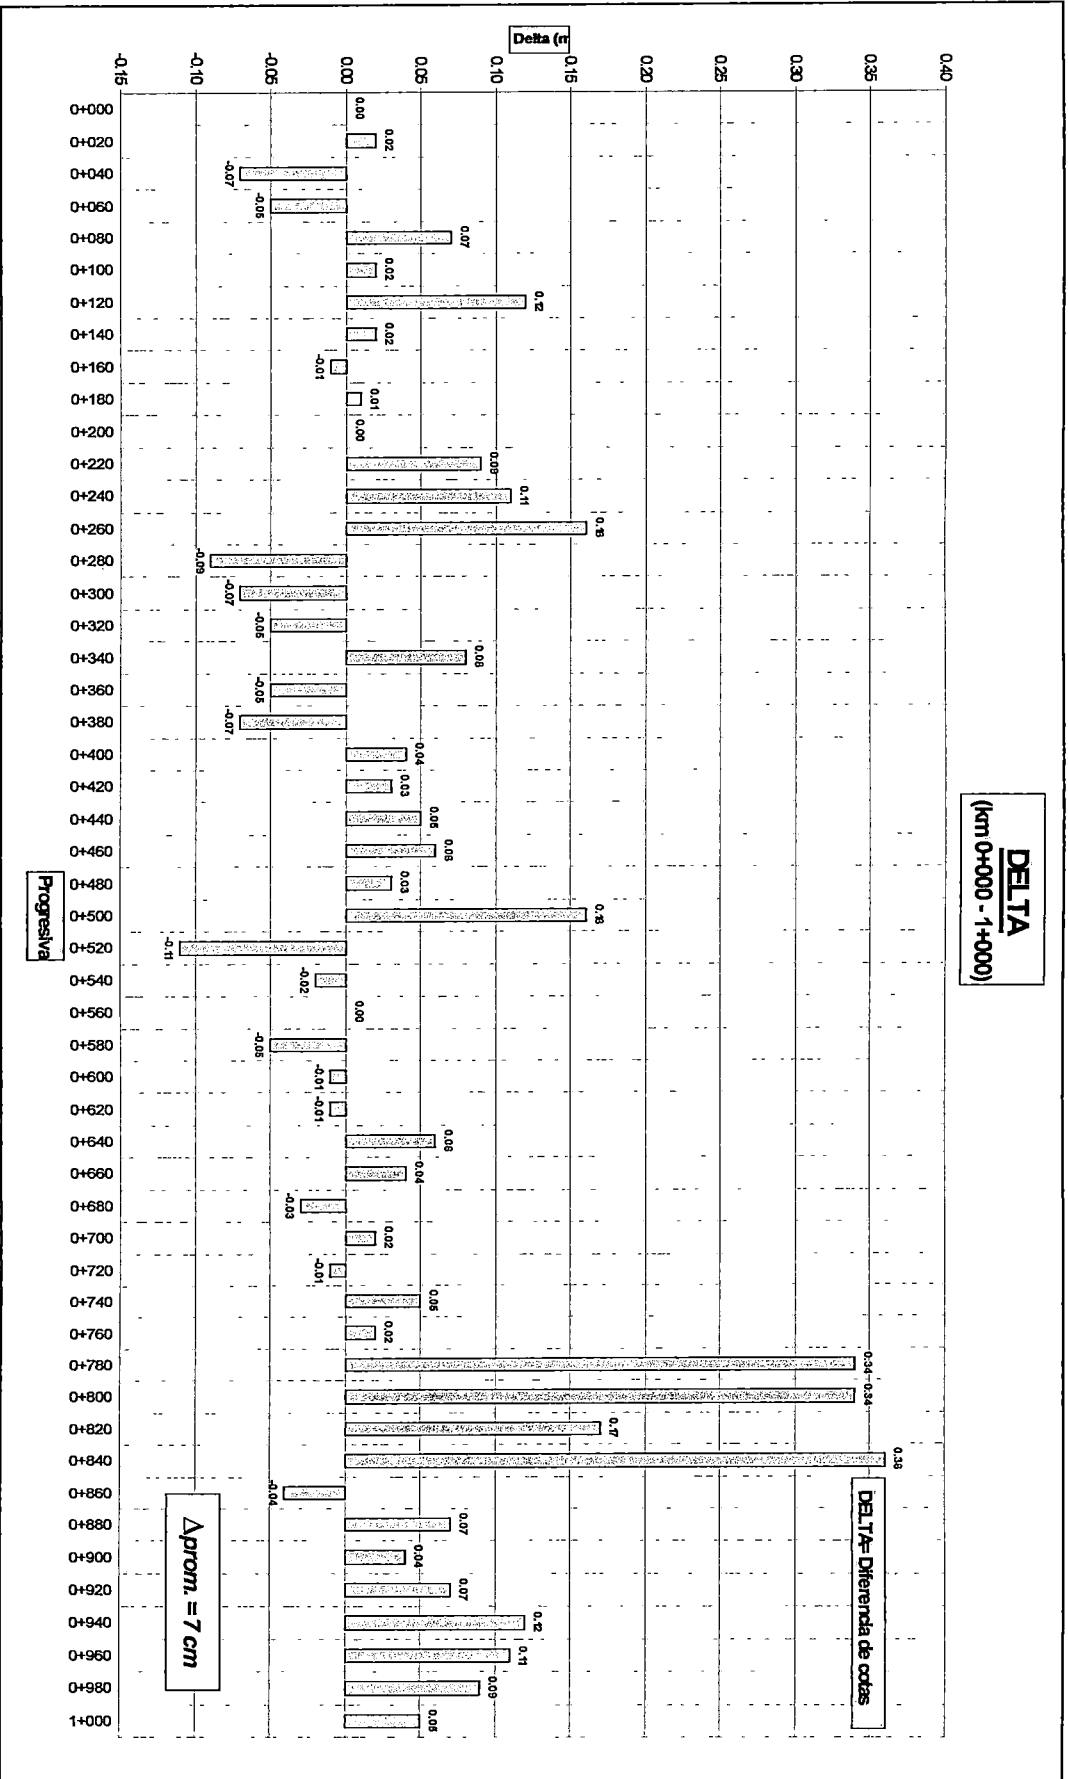 DELTA
(km 0+000 - 1+000)
DELTA= Diferencia de cotas
Delta (m
0.40
0.35
0.30
0.25
0.20
0.15
0.10
0.05
0.00
-0.05
-0.10
-0.15
0.00 0.02 -0.07 -0.05 0.07 0.02 0.12 0.02 -0.01 0.01 0.00 0.09 0.11 0.16 -0.09 -0.07 -0.05 0.08 -0.05 -0.07 0.04 0.03 0.05 0.06 0.03 0.16 -0.11 -0.02 0.00 -0.05 -0.01 -0.01 0.06 0.04 -0.03 0.02 -0.01 0.05 0.02 0.34 0.34 0.17 0.36 -0.04 0.07 0.04 0.07 0.12 0.11 0.09 0.05
Δprom. = 7 cm
0+000 0+020 0+040 0+060 0+080 0+100 0+120 0+140 0+160 0+180 0+200 0+220 0+240 0+260 0+280 0+300 0+320 0+340 0+360 0+380 0+400 0+420 0+440 0+460 0+480 0+500 0+520 0+540 0+560 0+580 0+600 0+620 0+640 0+660 0+680 0+700 0+720 0+740 0+760 0+780 0+800 0+820 0+840 0+860 0+880 0+900 0+920 0+940 0+960 0+980 1+000
Progresiva